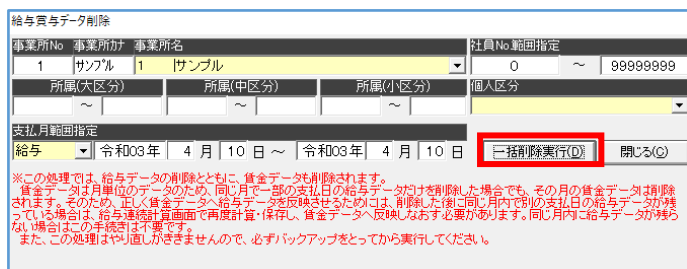 給与賞与データ削除
事業所No 事業所カナ 事業所名 社員No.範囲指定
1 サンプル 1 サンプル 0 ～ 99999999
所属(大区分) 所属(中区分) 所属(小区分) 個人区分
～ ～ ～
支払月範囲指定
給与 令和03年 4 月 10 日 ～ 令和03年 4 月 10 日 一括削除実行(D) 閉じる(C)
※この処理では、給与データの削除とともに、賃金データも削除されます。
賃金データは月単位のデータのため、同じ月で一部の支払日の給与データだけを削除した場合でも、その月の賃金データは削除
されます。そのため、正しく賃金データへ給与データを反映させるためには、削除した後に同じ月内で別の支払日の給与データが残
っている場合は、給与連続計算画面で再度計算・保存し、賃金データへ反映しなおす必要があります。同じ月内に給与データが残ら
ない場合はこの手続きは不要です。
また、この処理はやり直しができませんので、必ずバックアップをとってから実行してください。